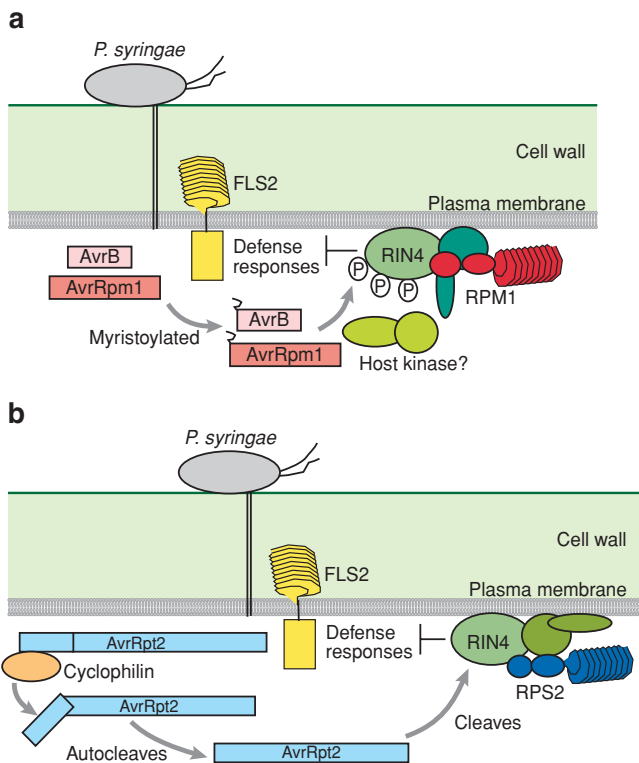 a
P. syringae
Cell wall
FLS2
Plasma membrane
Defense
responses
RIN4
P
P
P
RPM1
AvrB
AvrRpm1
Myristoylated
AvrB
AvrRpm1
Host kinase?
b
P. syringae
Cell wall
FLS2
Plasma membrane
Defense
responses
RIN4
RPS2
AvrRpt2
Cyclophilin
AvrRpt2
Autocleaves
AvrRpt2
Cleaves